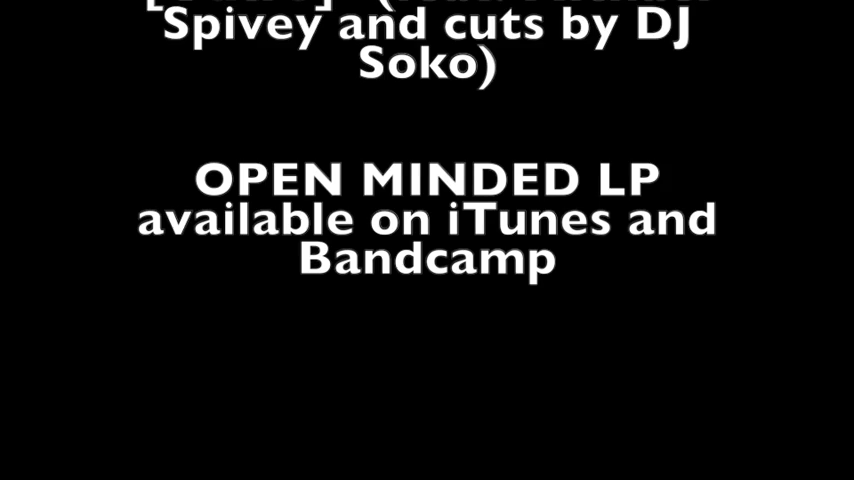 Spivey and cuts by DJ
Soko)
OPEN MINDED LP
available on iTunes and
Bandcamp